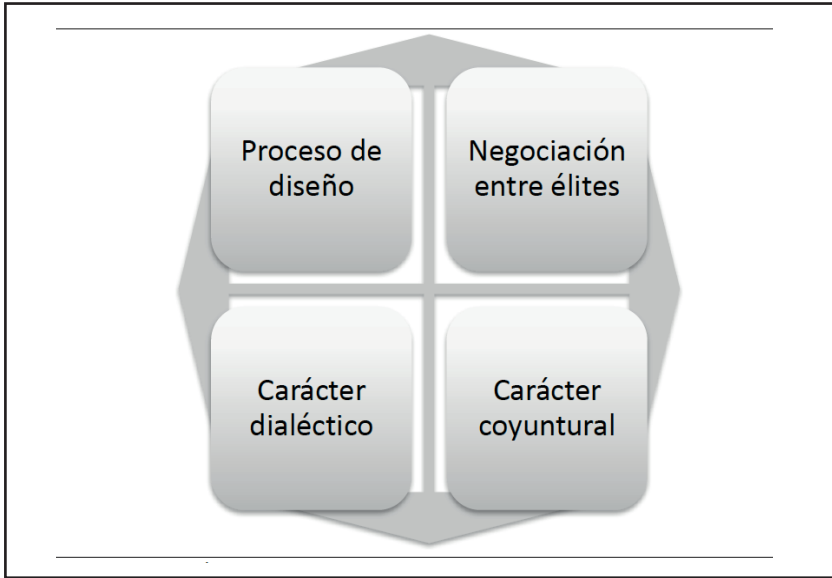 Proceso de
diseño
Negociación
entre élites
Carácter
dialéctico
Carácter
coyuntural